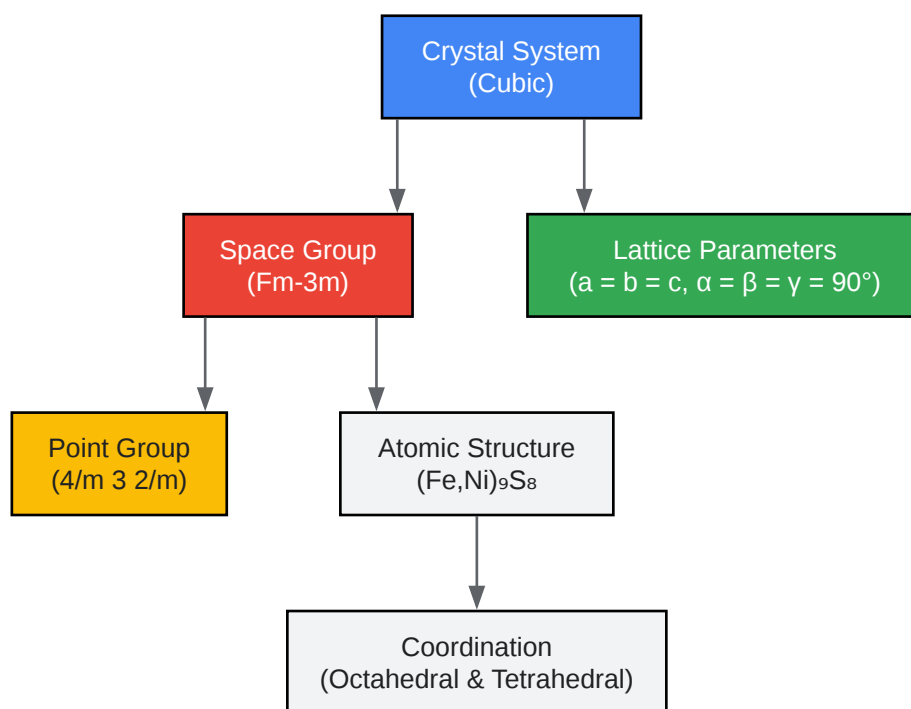 Crystal System
(Cubic)
Space Group
(Fm-3m)
Lattice Parameters
(a = b = c, α = β = γ = 90°)
Point Group
(4/m 3 2/m)
Atomic Structure
(Fe,Ni)₉S₈
Coordination
(Octahedral & Tetrahedral)